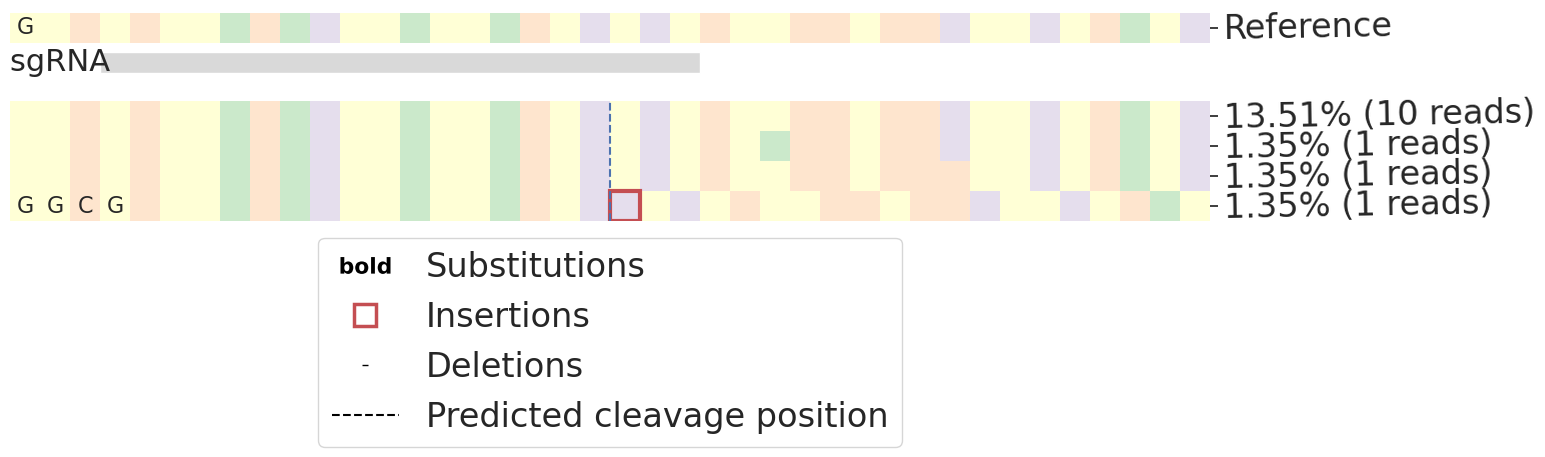 G
Reference
sgRNA
13.51% (10 reads)
1.35% (1 reads)
1.35% (1 reads)
G G C G
1.35% (1 reads)
bold Substitutions
Insertions
- Deletions
Predicted cleavage position